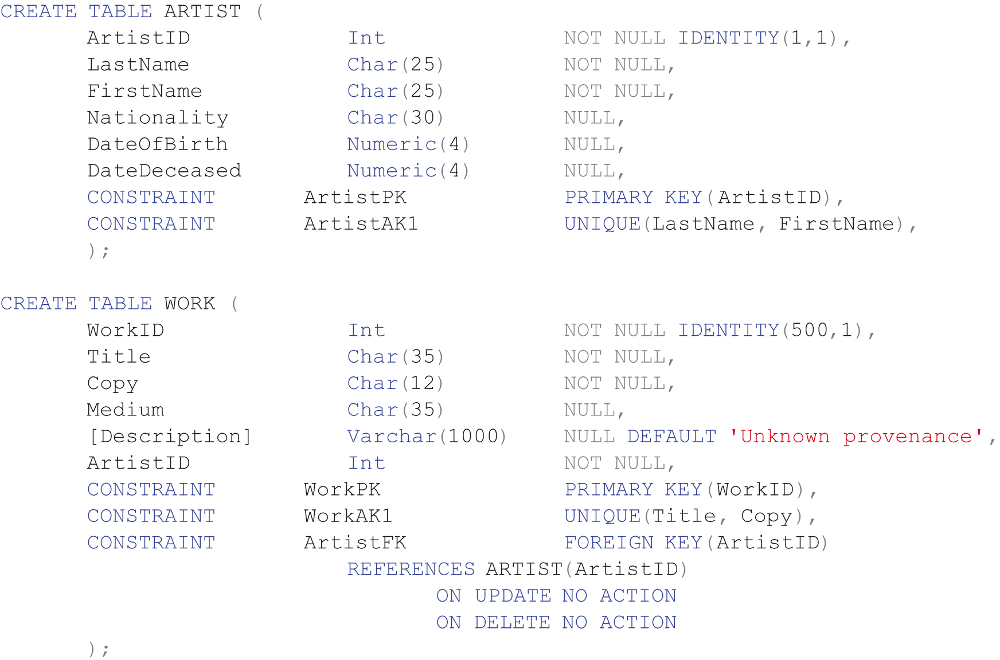 CREATE TABLE ARTIST (
ArtistID Int NOT NULL IDENTITY(1,1),
LastName Char(25) NOT NULL,
FirstName Char(25) NOT NULL,
Nationality Char(30) NULL,
DateOfBirth Numeric(4) NULL,
DateDeceased Numeric(4) NULL,
CONSTRAINT ArtistPK PRIMARY KEY(ArtistID),
CONSTRAINT ArtistAK1 UNIQUE(LastName, FirstName),
);
CREATE TABLE WORK (
WorkID Int NOT NULL IDENTITY(500,1),
Title Char(35) NOT NULL,
Copy Char(12) NOT NULL,
Medium Char(35) NULL,
[Description] Varchar(1000) NULL DEFAULT 'Unknown provenance',
ArtistID Int NOT NULL,
CONSTRAINT WorkPK PRIMARY KEY(WorkID),
CONSTRAINT WorkAK1 UNIQUE(Title, Copy),
CONSTRAINT ArtistFK FOREIGN KEY(ArtistID)
REFERENCES ARTIST(ArtistID)
ON UPDATE NO ACTION
ON DELETE NO ACTION
);